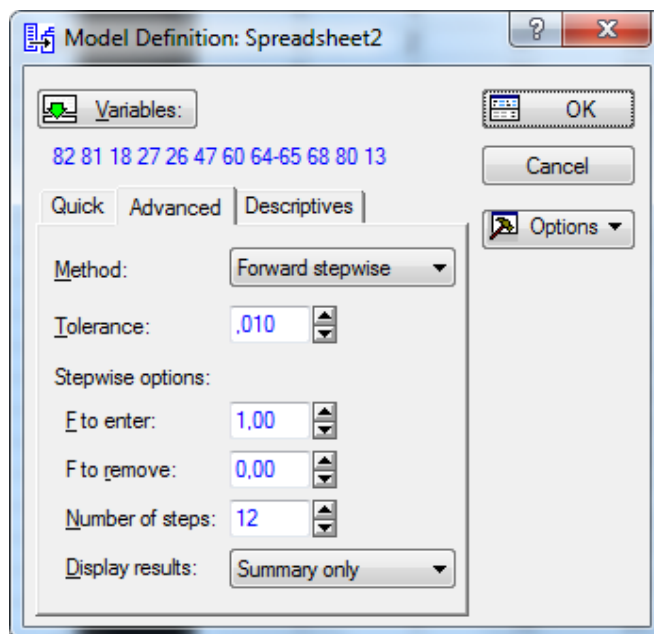 Model Definition: Spreadsheet2
Variables:
OK
82 81 18 27 26 47 60 64-65 68 80 13
Cancel
Quick Advanced Descriptives
Options
Method: Forward stepwise
Tolerance: ,010
Stepwise options:
F to enter: 1,00
F to remove: 0,00
Number of steps: 12
Display results: Summary only